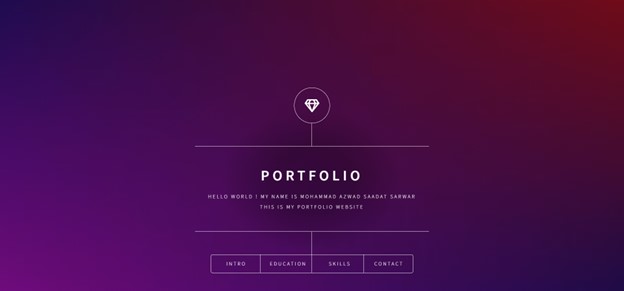 PORTFOLIO
HELLO WORLD ! MY NAME IS MOHAMMAD AZWAD SAADAT SARWAR
THIS IS MY PORTFOLIO WEBSITE
INTRO EDUCATION SKILLS CONTACT